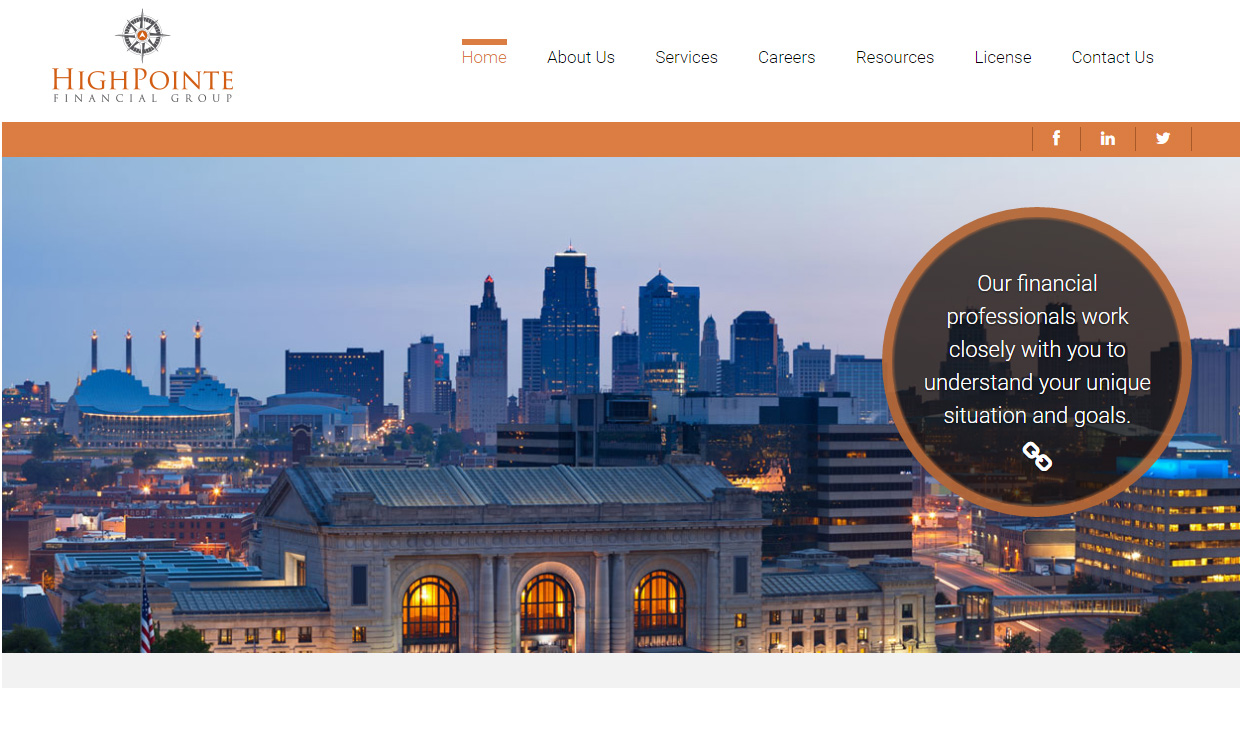 HIGHPOINTE
FINANCIAL GROUP
Home About Us Services Careers Resources License Contact Us
Our financial
professionals work
closely with you to
understand your unique
situation and goals.